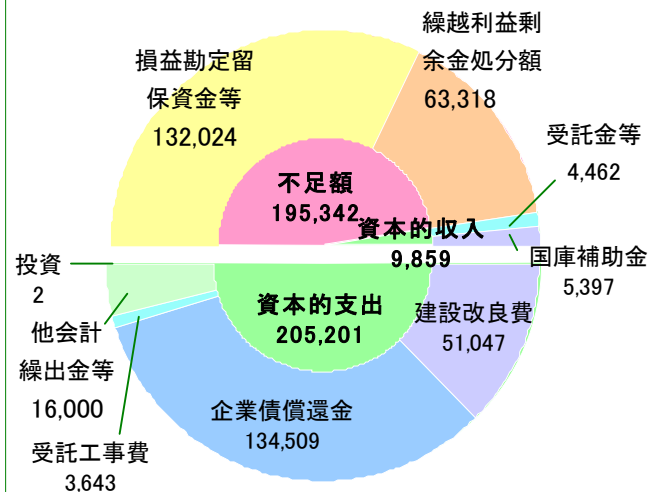 損益勘定留
保資金等
132,024
繰越利益剰
余金処分額
63,318
受託金等
4,462
不足額
195,342
資本的収入
9,859
国庫補助金
5,397
投資
2
資本的支出
205,201
建設改良費
51,047
他会計
繰出金等
16,000
企業債償還金
134,509
受託工事費
3,643